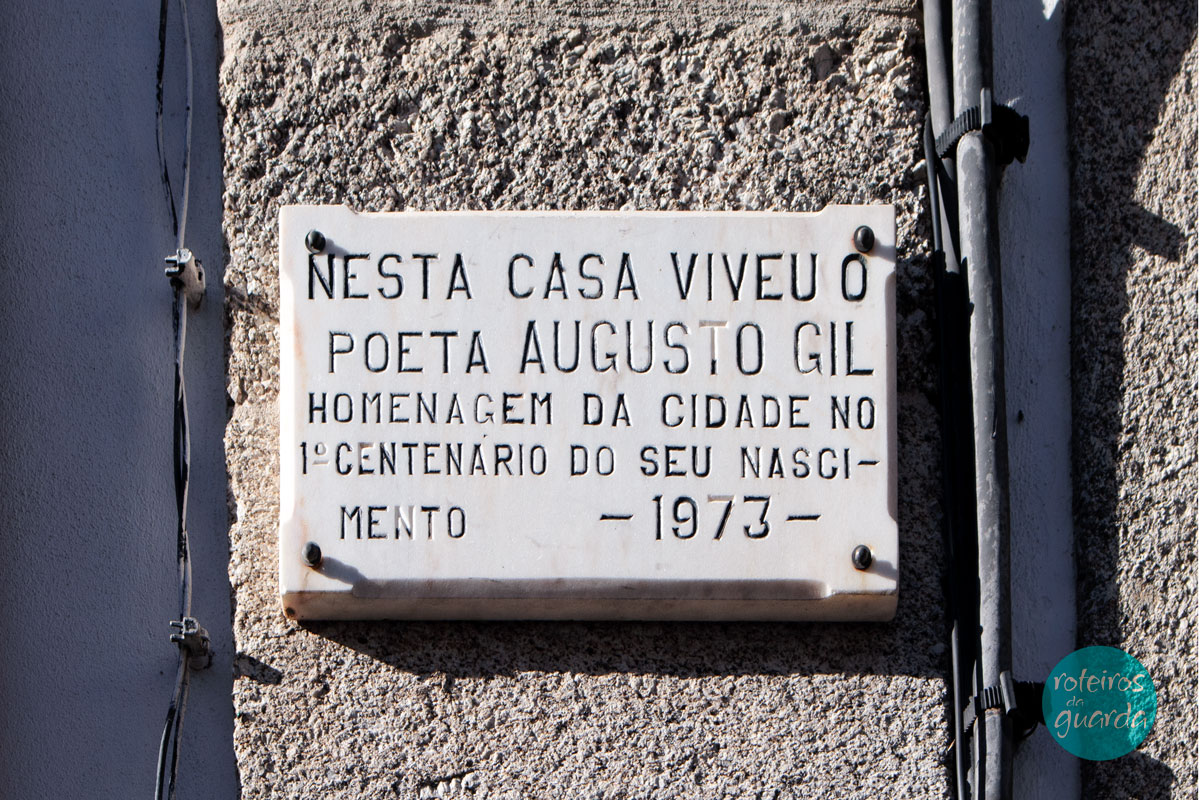 NESTA CASA VIVEU O
POETA AUGUSTO GIL
HOMENAGEM DA CIDADE NO
1º CENTENÁRIO DO SEU NASCI-
MENTO - 1973 -
roteiros
da
guarda